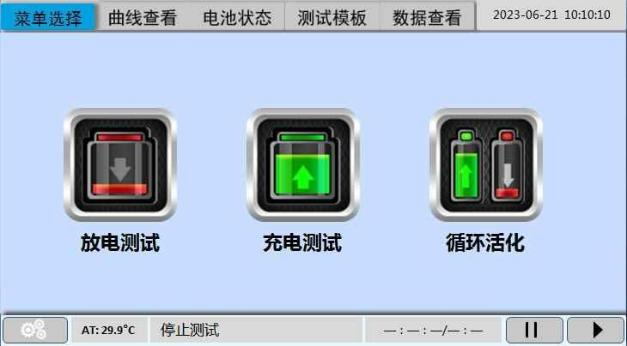 菜单选择 曲线查看 电池状态 测试模板 数据查看 2023-06-21 10:10:10
放电测试 充电测试 循环活化
AT: 29.9°C 停止测试 —:—:—/—:—